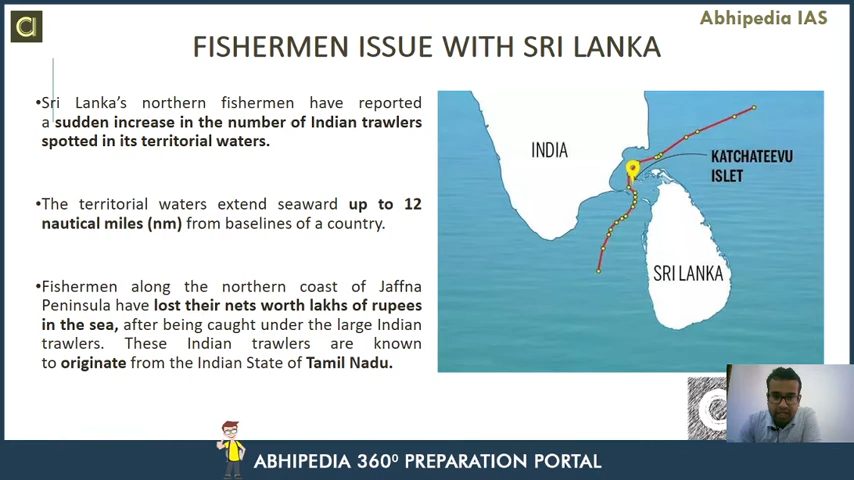 Abhipedia IAS
FISHERMEN ISSUE WITH SRI LANKA
•Sri Lanka's northern fishermen have reported
a sudden increase in the number of Indian trawlers
spotted in its territorial waters.
•The territorial waters extend seaward up to 12
nautical miles (nm) from baselines of a country.
•Fishermen along the northern coast of Jaffna
Peninsula have lost their nets worth lakhs of rupees
in the sea, after being caught under the large Indian
trawlers. These Indian trawlers are known
to originate from the Indian State of Tamil Nadu.
INDIA
KATCHATEEVU
ISLET
SRI LANKA
ABHIPEDIA 360⁰ PREPARATION PORTAL